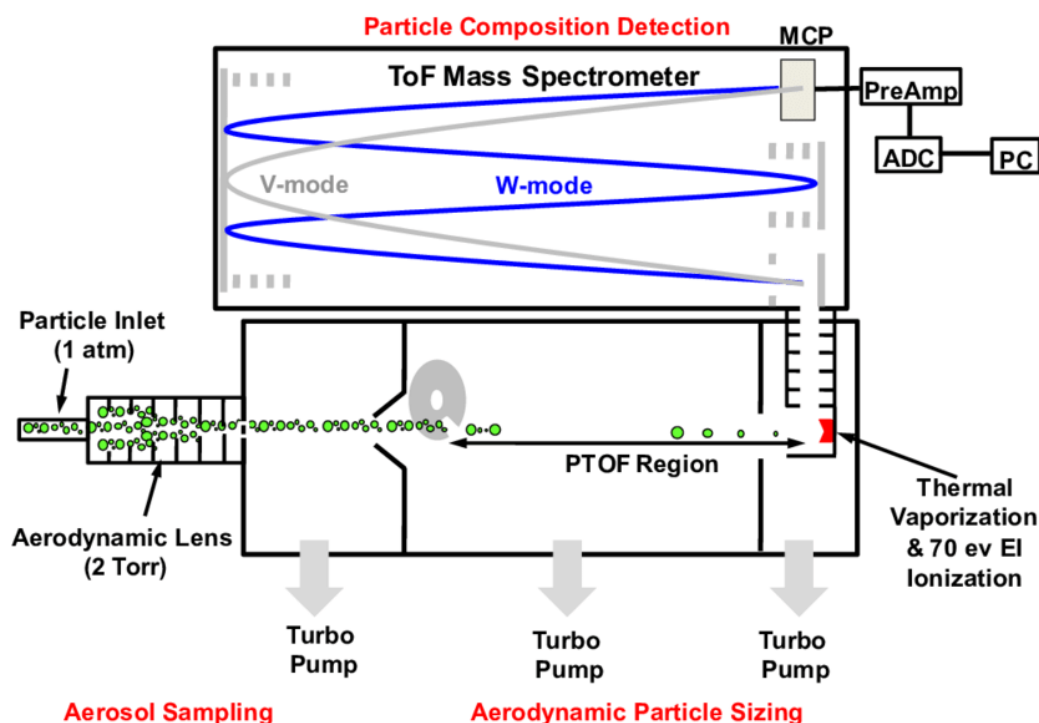 Particle Composition Detection
MCP
ToF Mass Spectrometer
PreAmp
ADC
PC
V-mode
W-mode
Particle Inlet
(1 atm)
PTOF Region
Aerodynamic Lens
(2 Torr)
Thermal
Vaporization
& 70 ev EI
Ionization
Turbo
Pump
Turbo
Pump
Turbo
Pump
Aerosol Sampling
Aerodynamic Particle Sizing